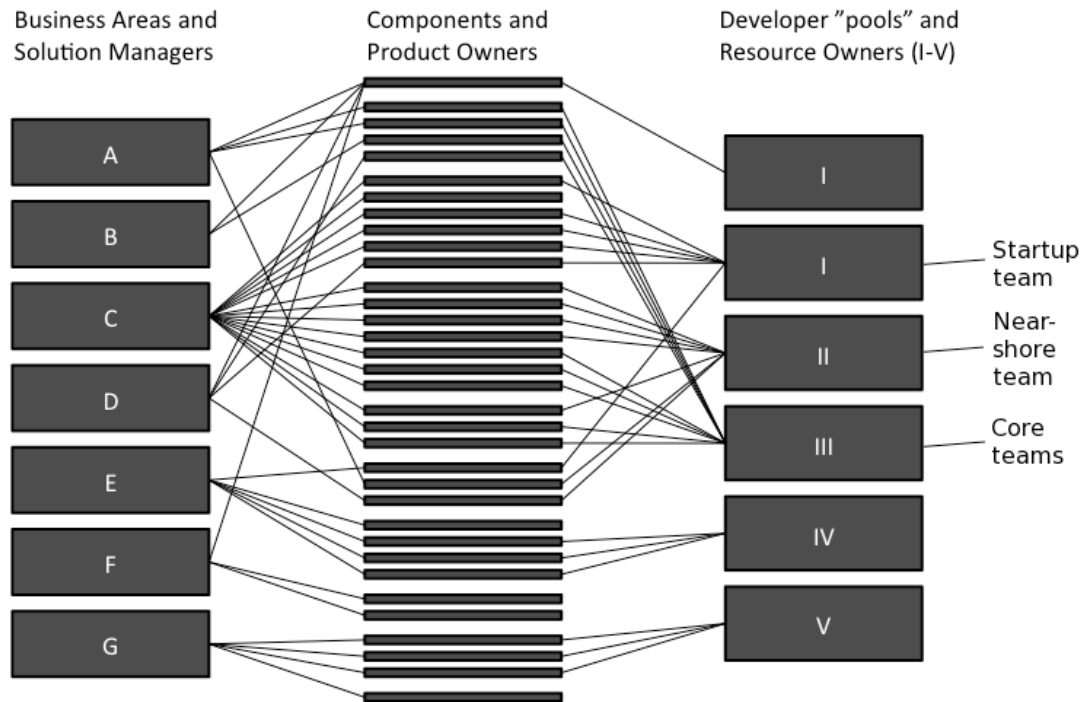 Business Areas and
Solution Managers
Components and
Product Owners
Developer ”pools” and
Resource Owners (I-V)
A
B
C
D
E
F
G
I
I
II
III
IV
V
Startup
team
Near-
shore
team
Core
teams